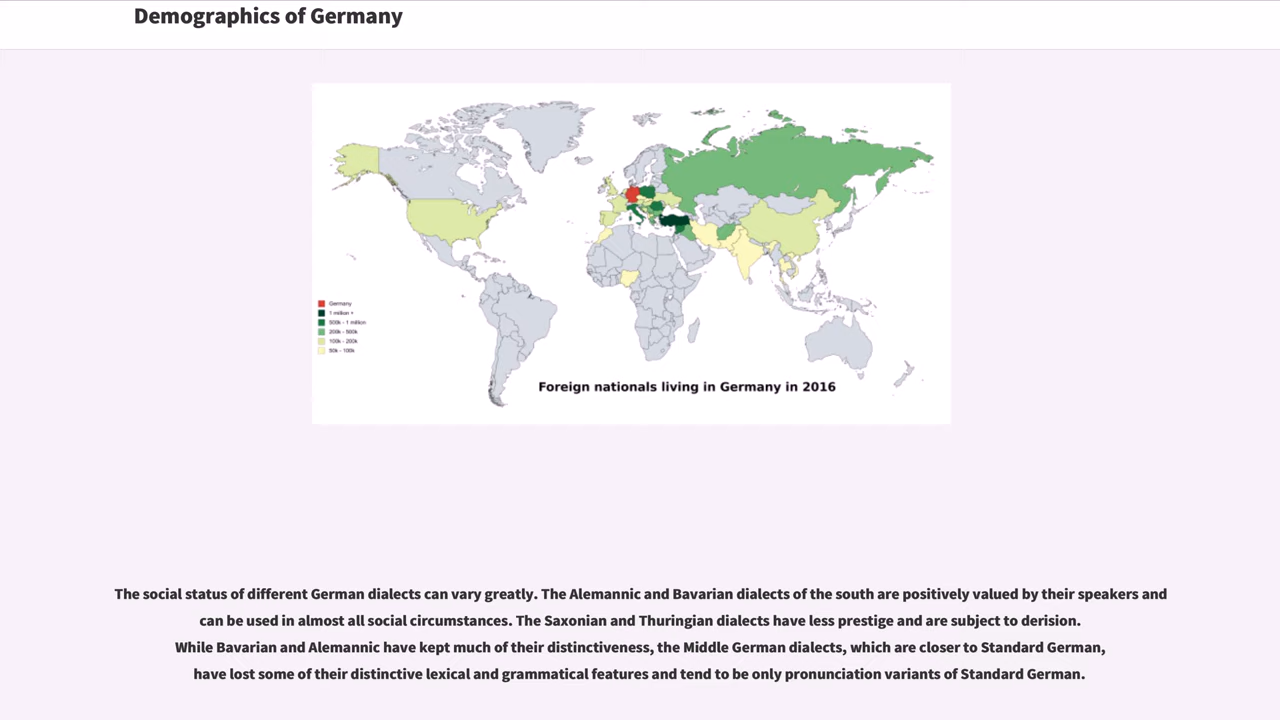 Demographics of Germany
Germany
1 million +
500k - 1 million
200k - 500k
100k - 200k
50k - 100k
Foreign nationals living in Germany in 2016
The social status of different German dialects can vary greatly. The Alemannic and Bavarian dialects of the south are positively valued by their speakers and
can be used in almost all social circumstances. The Saxonian and Thuringian dialects have less prestige and are subject to derision.
While Bavarian and Alemannic have kept much of their distinctiveness, the Middle German dialects, which are closer to Standard German,
have lost some of their distinctive lexical and grammatical features and tend to be only pronunciation variants of Standard German.